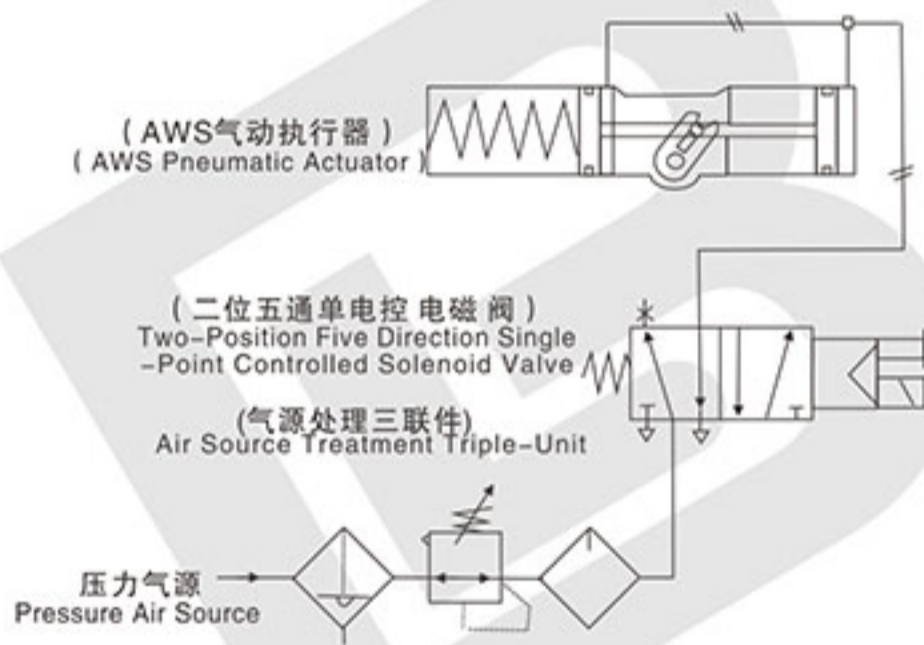 (AWS气动执行器)
(AWS Pneumatic Actuator)
(二位五通单电控 电磁 阀)
Two-Position Five Direction Single
-Point Controlled Solenoid Valve
(气源处理三联件)
Air Source Treatment Triple-Unit
压力气源
Pressure Air Source